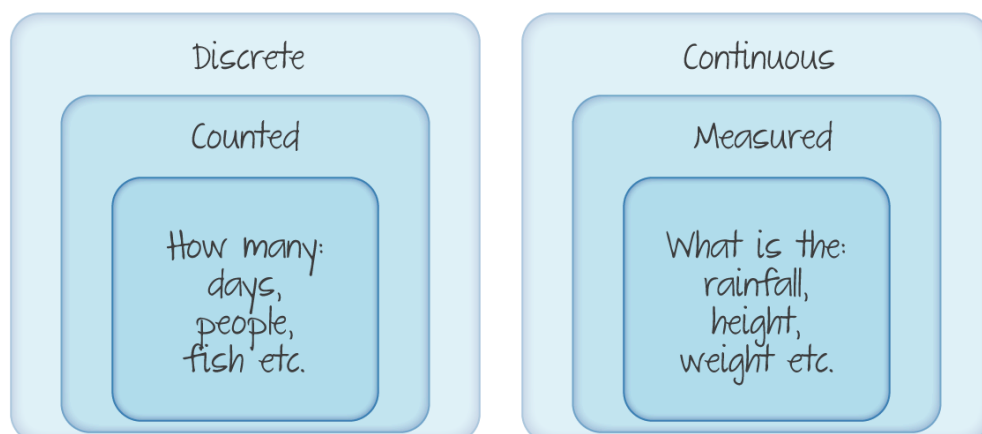 Discrete
Counted
How many:
days,
people,
fish etc.
Continuous
Measured
What is the:
rainfall,
height,
weight etc.